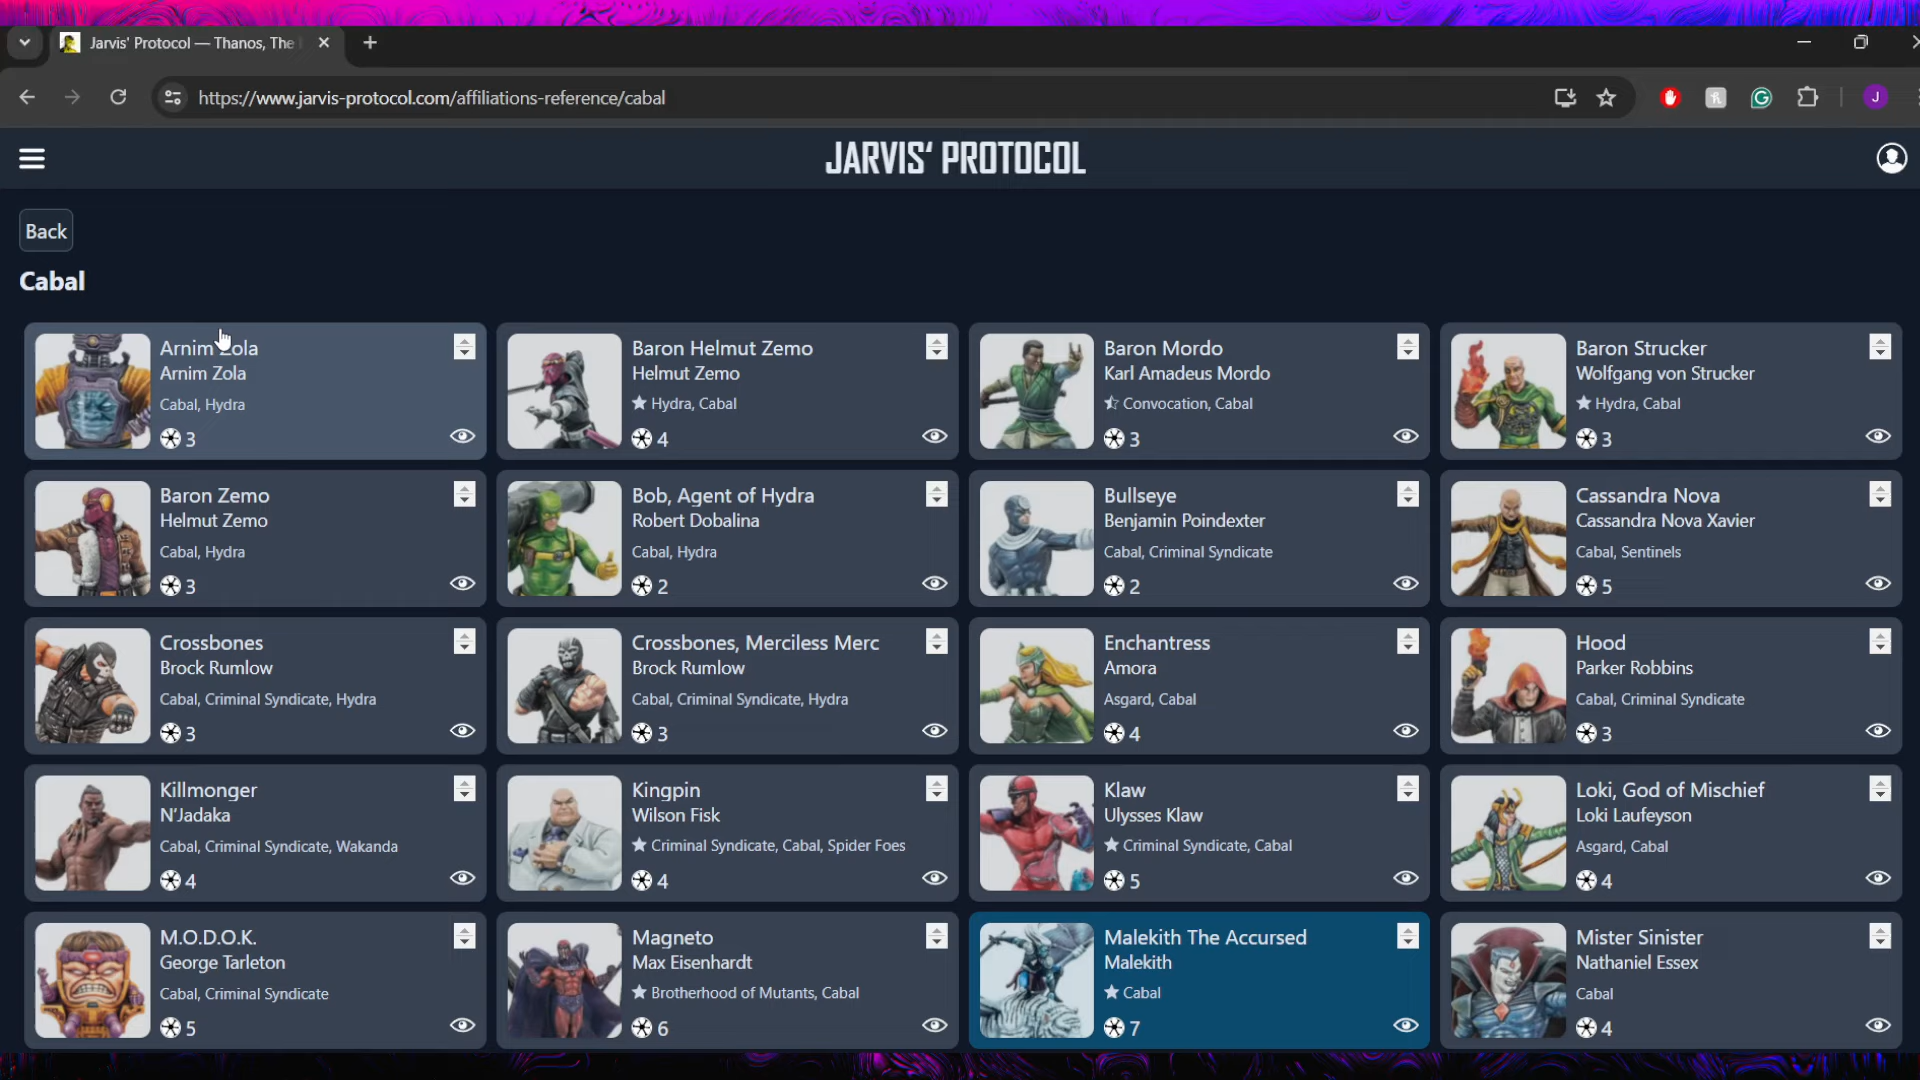 Jarvis' Protocol — Thanos, The
https://www.jarvis-protocol.com/affiliations-reference/cabal
J
JARVIS' PROTOCOL
Back
Cabal
Arnim Zola
Arnim Zola
Cabal, Hydra
3
Baron Helmut Zemo
Helmut Zemo
Hydra, Cabal
4
Baron Mordo
Karl Amadeus Mordo
Convocation, Cabal
3
Baron Strucker
Wolfgang von Strucker
Hydra, Cabal
3
Baron Zemo
Helmut Zemo
Cabal, Hydra
3
Bob, Agent of Hydra
Robert Dobalina
Cabal, Hydra
2
Bullseye
Benjamin Poindexter
Cabal, Criminal Syndicate
2
Cassandra Nova
Cassandra Nova Xavier
Cabal, Sentinels
5
Crossbones
Brock Rumlow
Cabal, Criminal Syndicate, Hydra
3
Crossbones, Merciless Merc
Brock Rumlow
Cabal, Criminal Syndicate, Hydra
3
Enchantress
Amora
Asgard, Cabal
4
Hood
Parker Robbins
Cabal, Criminal Syndicate
3
Killmonger
N'Jadaka
Cabal, Criminal Syndicate, Wakanda
4
Kingpin
Wilson Fisk
Criminal Syndicate, Cabal, Spider Foes
4
Klaw
Ulysses Klaw
Criminal Syndicate, Cabal
5
Loki, God of Mischief
Loki Laufeyson
Asgard, Cabal
4
M.O.D.O.K.
George Tarleton
Cabal, Criminal Syndicate
5
Magneto
Max Eisenhardt
Brotherhood of Mutants, Cabal
6
Malekith The Accursed
Malekith
Cabal
7
Mister Sinister
Nathaniel Essex
Cabal
4